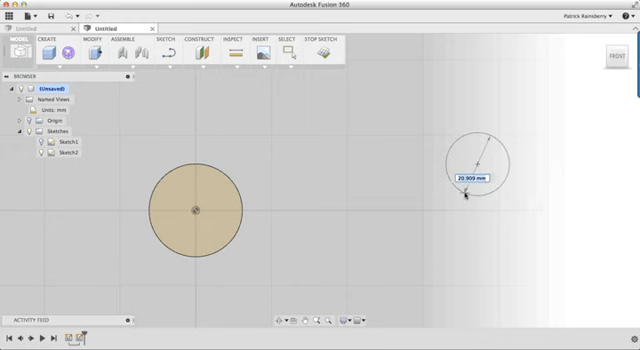 Autodesk Fusion 360
Untitled
Untitled
Patrick Rainsberry
MODEL
CREATE
MODIFY
ASSEMBLE
SKETCH
CONSTRUCT
INSPECT
INSERT
SELECT
STOP SKETCH
FRONT
BROWSER
(Unsaved)
Named Views
Units: mm
Origin
Sketches
Sketch1
Sketch2
20.909 mm
ACTIVITY FEED